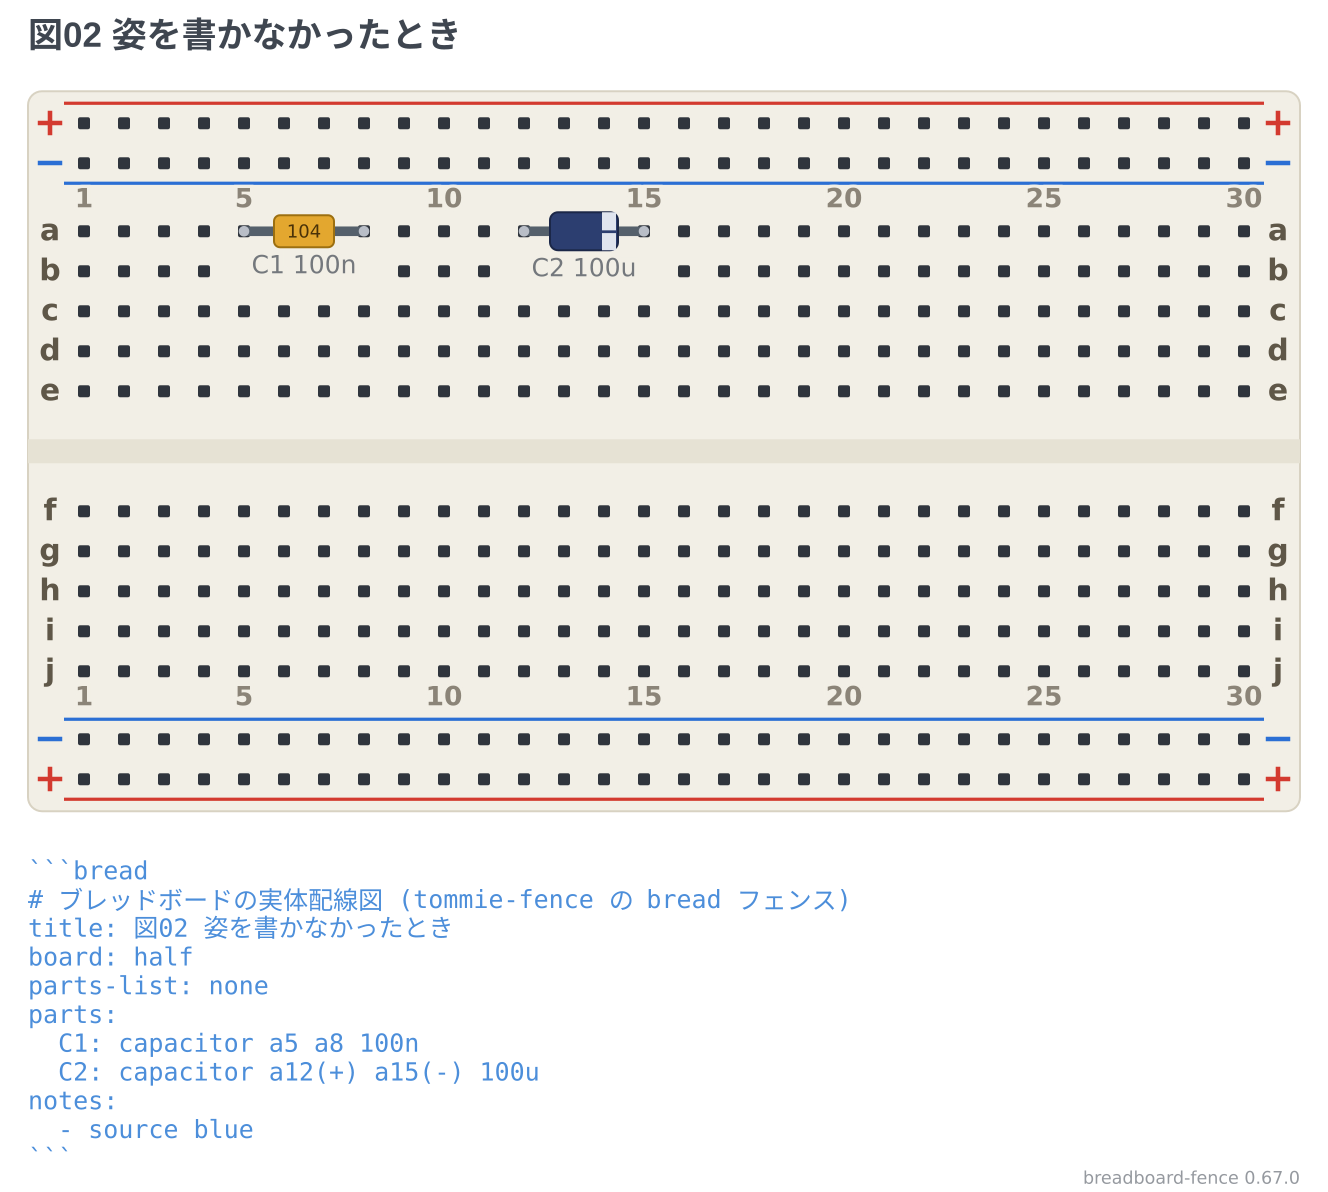 図02 姿を書かなかったとき
+ +
− −
1 5 10 15 20 25 30
a 104 a
C1 100n C2 100u
b b
c c
d d
e e
f f
g g
h h
i i
j j
1 5 10 15 20 25 30
− −
+ +
```bread
# ブレッドボードの実体配線図 (tommie-fence の bread フェンス)
title: 図02 姿を書かなかったとき
board: half
parts-list: none
parts:
  C1: capacitor a5 a8 100n
  C2: capacitor a12(+) a15(-) 100u
notes:
  - source blue
```
breadboard-fence 0.67.0